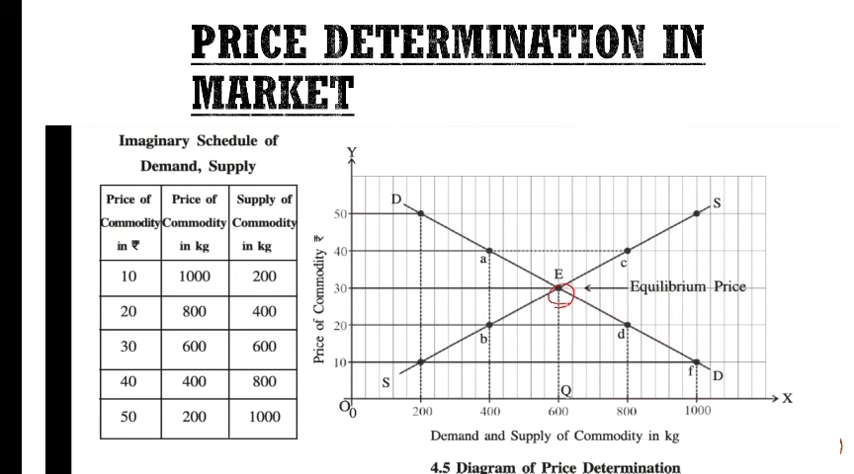 PRICE DETERMINATION IN
MARKET
Imaginary Schedule of
Demand, Supply
Price of Price of Supply of
Commodity Commodity Commodity
in ₹ in kg in kg
10 1000 200
20 800 400
30 600 600
40 400 800
50 200 1000
Y
D S
50
40
a c
E
30
Equilibrium Price
20
b d
10
f
S D
Q
O 0 X
200 400 600 800 1000
Price of Commodity ₹
Demand and Supply of Commodity in kg
4.5 Diagram of Price Determination